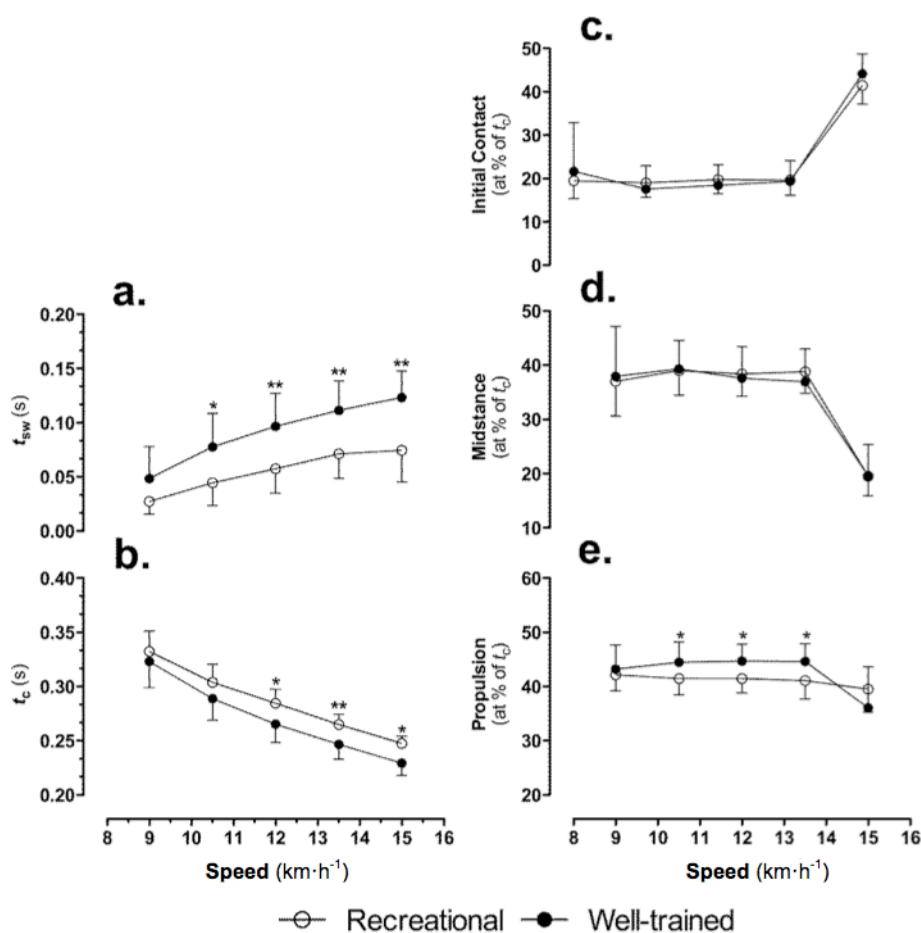 c.
Initial Contact
(at % of tc)
50
40
30
20
10
0
a.
tsw (s)
0.20
0.15
0.10
0.05
0.00
*
**
**
**
d.
Midstance
(at % of tc)
50
40
30
20
10
b.
tc (s)
0.40
0.35
0.30
0.25
0.20
*
**
*
8 9 10 11 12 13 14 15 16
Speed (km·h⁻¹)
e.
Propulsion
(at % of tc)
60
50
40
30
20
*
*
*
8 9 10 11 12 13 14 15 16
Speed (km·h⁻¹)
Recreational Well-trained